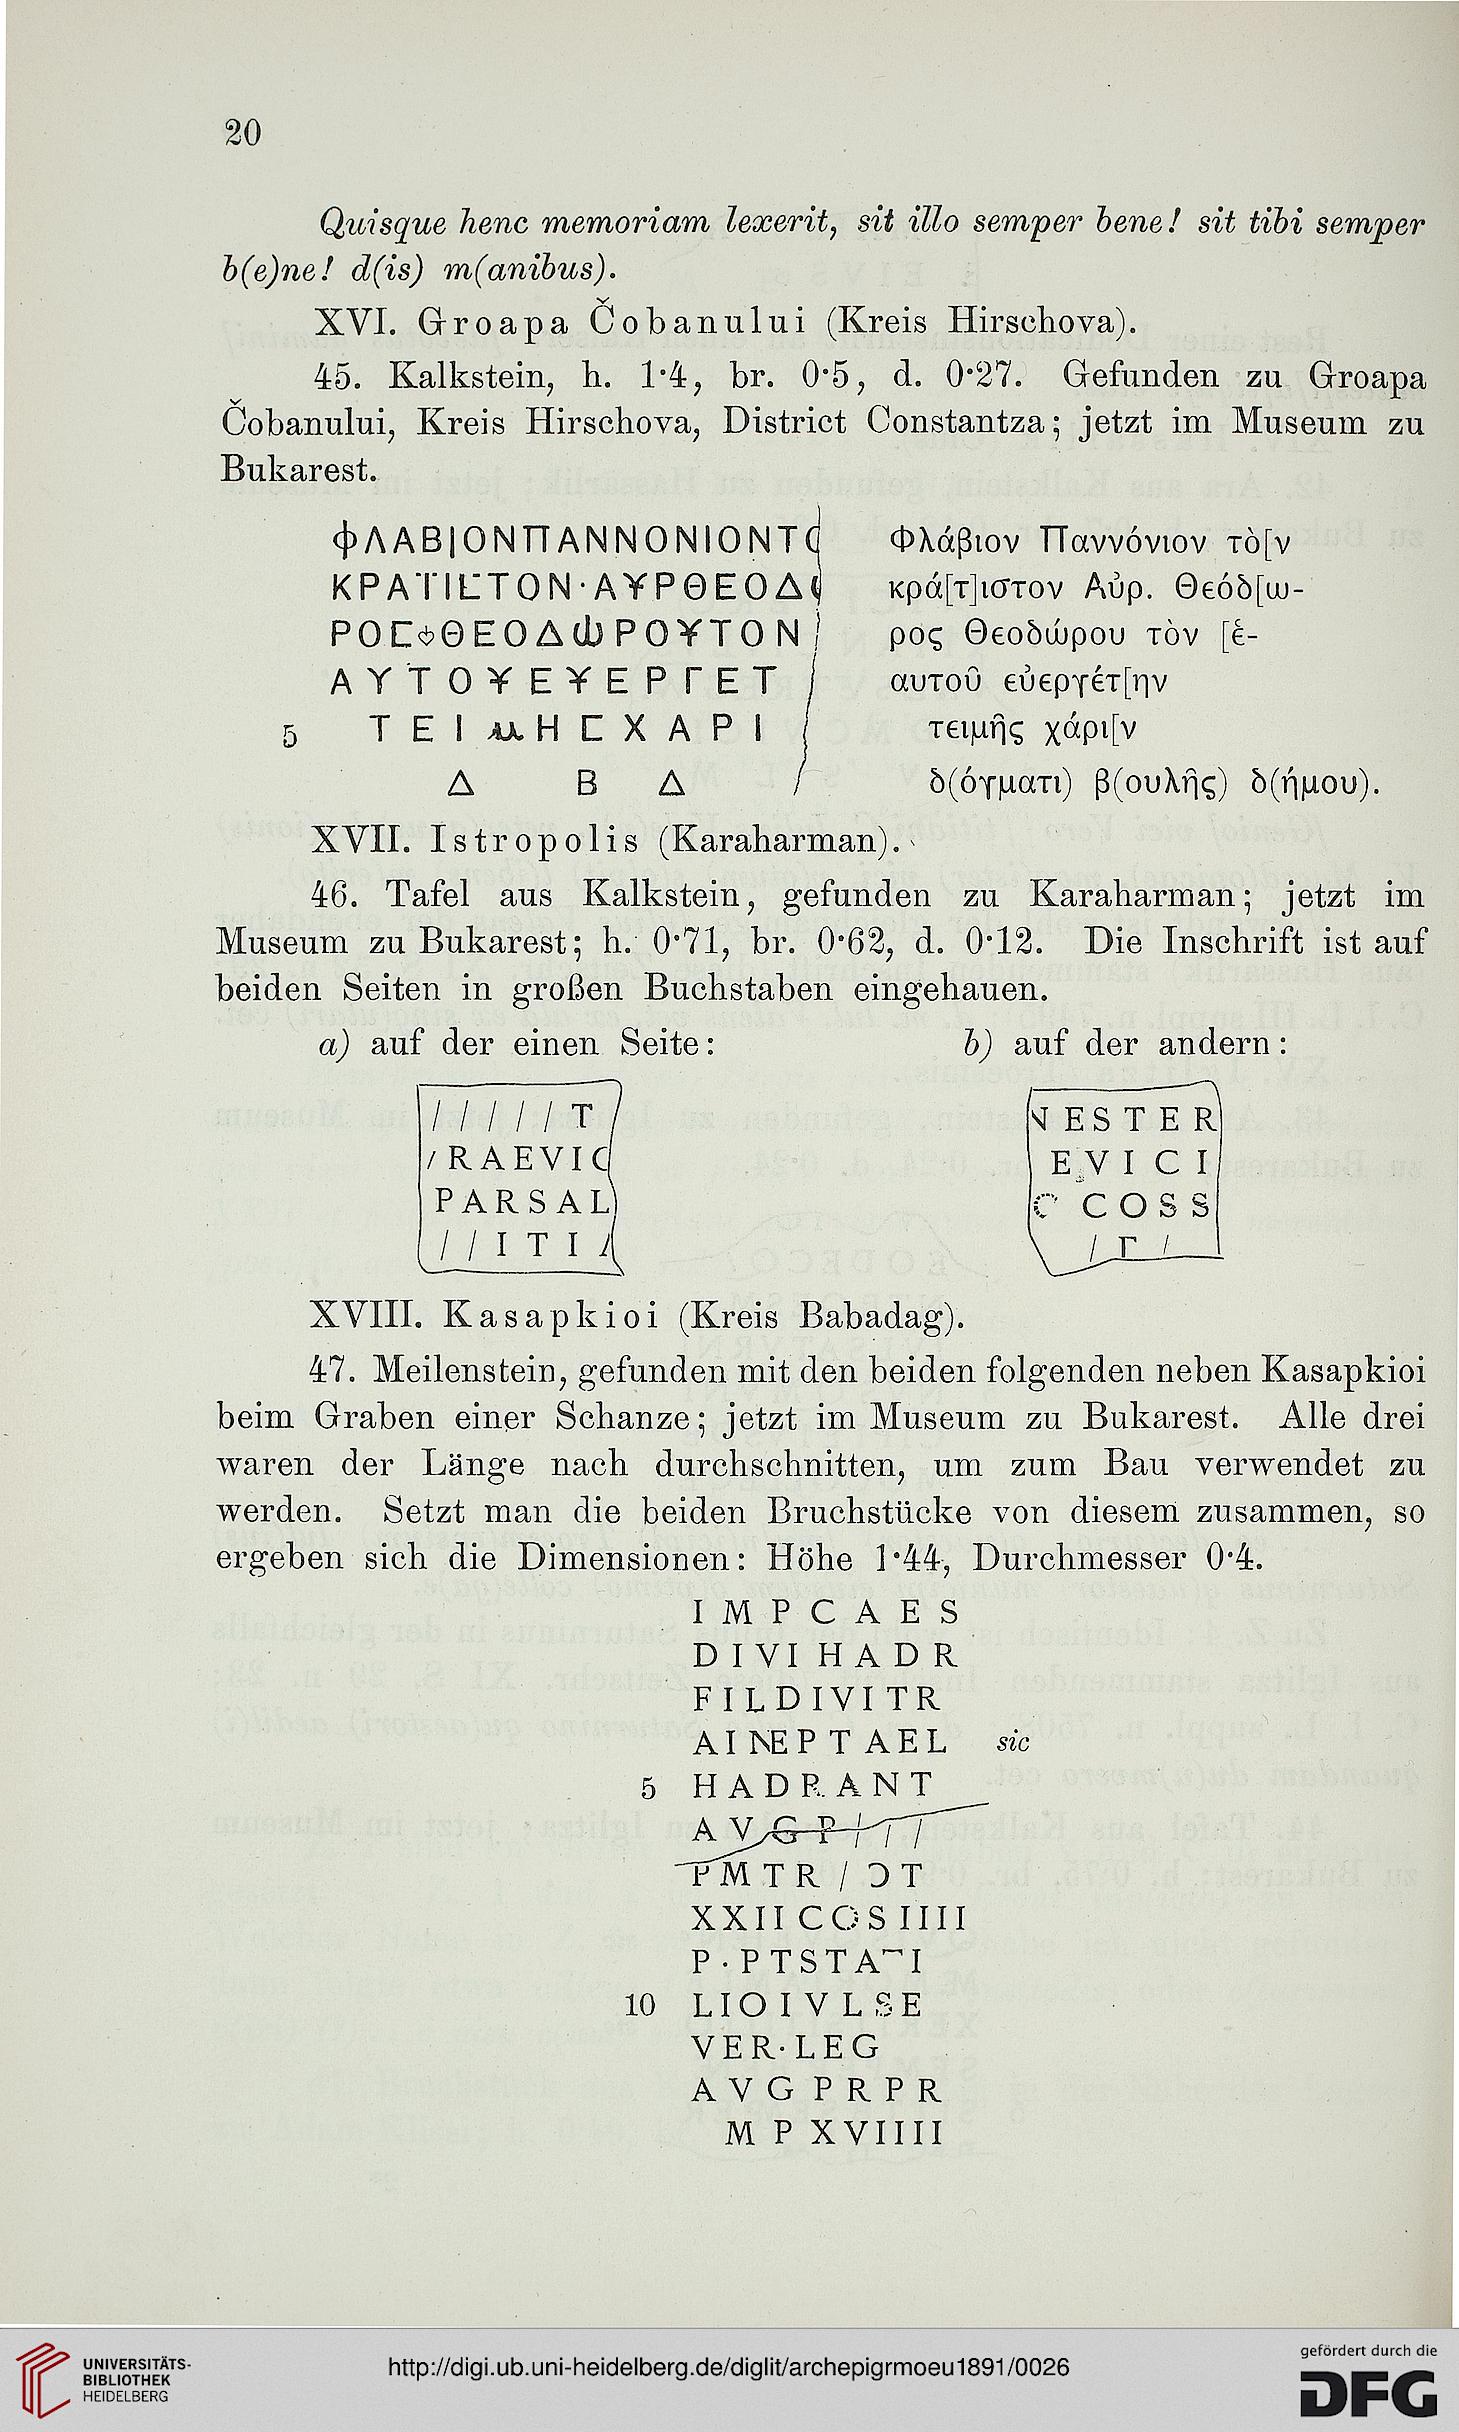 20
Quisque henc memoriam lexerit, sit illo semper bene! sit tibi semper
b(e)ne! d(is) m(anibus).
XVI. Groapa Čobanului (Kreis Hirschova).
45. Kalkstein, h. 1·4, br. 0·5, d. 0·27. Gefunden zu Groapa
Čobanului, Kreis Hirschova, District Constantza; jetzt im Museum zu
Bukarest.
ΦΛΑΒΙΟΝΠΑΝΝΟΝΙΟΝΤΟ Φλάβιον Παννόνιον τὸ[ν
ΚΡΑΤΙΣΤΟΝ·ΑΥΡΘΕΟΔ κρά[τ]ιστον Αὐρ. Θεόδ[ω-
ΡΟΣΘΕΟΔΩΡΟΥΤΟΝ ρος Θεοδώρου τὸν [ἑ-
ΑΥΤΟΥΕΥΕΡΓΕΤ αυτοῦ εὐεργέτ[ην
5 ΤΕΙΜΗΣΧΑΡΙ τειμῆς χάρι[ν
Δ Β Δ δ(όγματι) β(ουλῆς) δ(ήμου).
XVII. Istropolis (Karaharman).
46. Tafel aus Kalkstein, gefunden zu Karaharman; jetzt im
Museum zu Bukarest; h. 0·71, br. 0·62, d. 0·12. Die Inschrift ist auf
beiden Seiten in großen Buchstaben eingehauen.
a) auf der einen Seite: b) auf der andern:
/////T NESTER
/RAEVIC EVICI
PARSAL C COSS
//ITI/ /Γ/
XVIII. Kasapkioi (Kreis Babadag).
47. Meilenstein, gefunden mit den beiden folgenden neben Kasapkioi
beim Graben einer Schanze; jetzt im Museum zu Bukarest. Alle drei
waren der Länge nach durchschnitten, um zum Bau verwendet zu
werden. Setzt man die beiden Bruchstücke von diesem zusammen, so
ergeben sich die Dimensionen: Höhe 1·44, Durchmesser 0·4.
IMPCAES
DIVI HADR
FILDIVITR
AINEPTAEL sic
5 HADRANT
AVGP///
PMTR/ƆT
XXIICOSIIII
P·PTSTATI
10 LIOIVLSE
VER·LEG
AVG PRPR
MP XVIIII
UNIVERSITÄTS-
BIBLIOTHEK
HEIDELBERG
http://digi.ub.uni-heidelberg.de/diglit/archepigrmoeu1891/0026
gefördert durch die
DFG